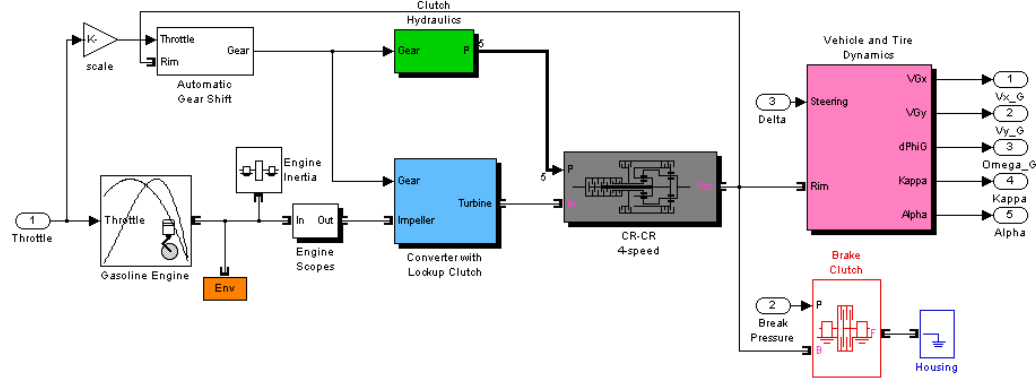 Clutch
Hydraulics
K-
scale
Throttle
Rim
Gear
Automatic
Gear Shift
Gear
P
5
Vehicle and Tire
Dynamics
Steering
Rim
VGx
VGy
dPhiG
Kappa
Alpha
1
Vx_G
2
Vy_G
3
Omega_G
4
Kappa
5
Alpha
3
Delta
Engine
Inertia
1
Throttle
Throttle
Gasoline Engine
Env
In
Out
Engine
Scopes
Gear
Impeller
Turbine
Converter with
Lookup Clutch
5
P
In
Out
CR-CR
4-speed
Brake
Clutch
2
Break
Pressure
P
B
F
Housing